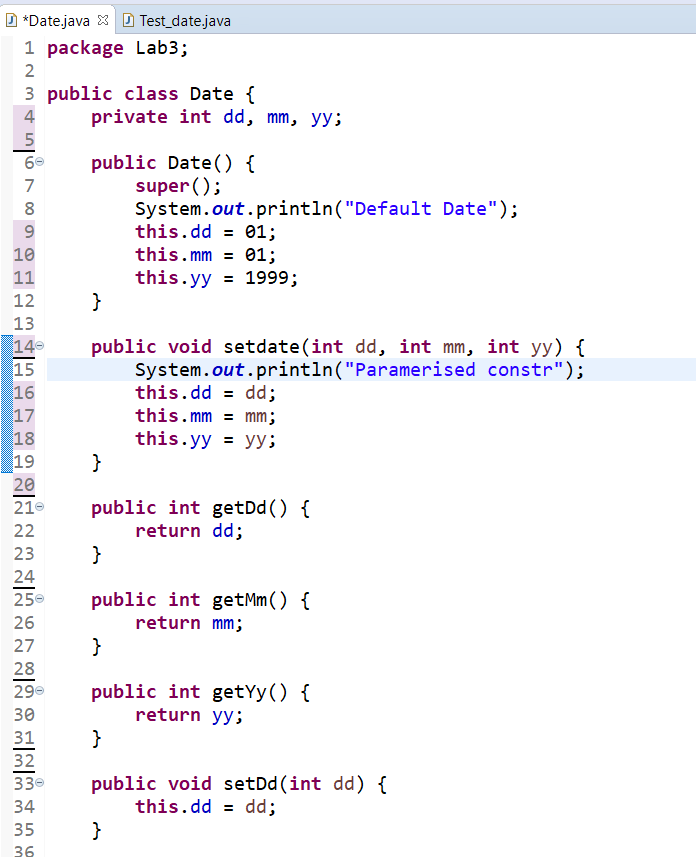 *Date.java Test_date.java
1 package Lab3;
2
3 public class Date {
4     private int dd, mm, yy;
5
6     public Date() {
7         super();
8         System.out.println("Default Date");
9         this.dd = 01;
10         this.mm = 01;
11         this.yy = 1999;
12     }
13
14     public void setdate(int dd, int mm, int yy) {
15         System.out.println("Paramerised constr");
16         this.dd = dd;
17         this.mm = mm;
18         this.yy = yy;
19     }
20
21     public int getDd() {
22         return dd;
23     }
24
25     public int getMm() {
26         return mm;
27     }
28
29     public int getYy() {
30         return yy;
31     }
32
33     public void setDd(int dd) {
34         this.dd = dd;
35     }
36